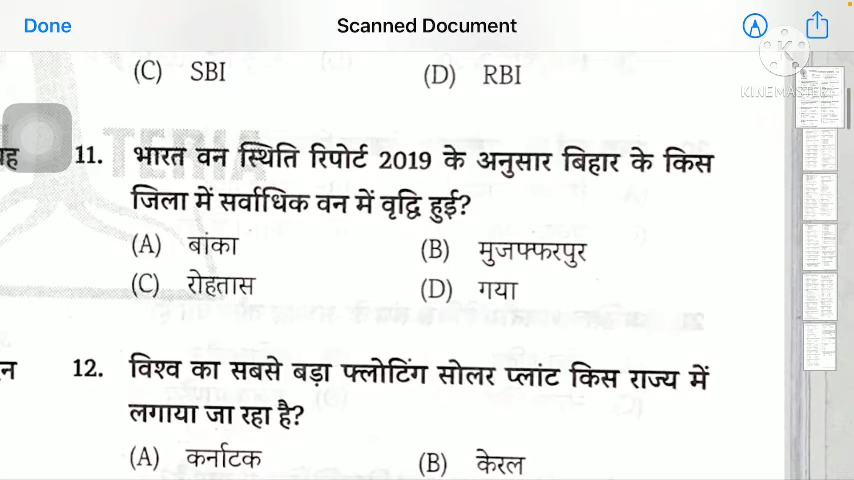 Done
Scanned Document
KINEMASTER
(C) SBI (D) RBI
TERIA
11. भारत वन स्थिति रिपोर्ट 2019 के अनुसार बिहार के किस
जिला में सर्वाधिक वन में वृद्धि हुई?
(A) बांका (B) मुजफ्फरपुर
(C) रोहतास (D) गया
12. विश्व का सबसे बड़ा फ्लोटिंग सोलर प्लांट किस राज्य में
लगाया जा रहा है?
(A) कर्नाटक (B) केरल